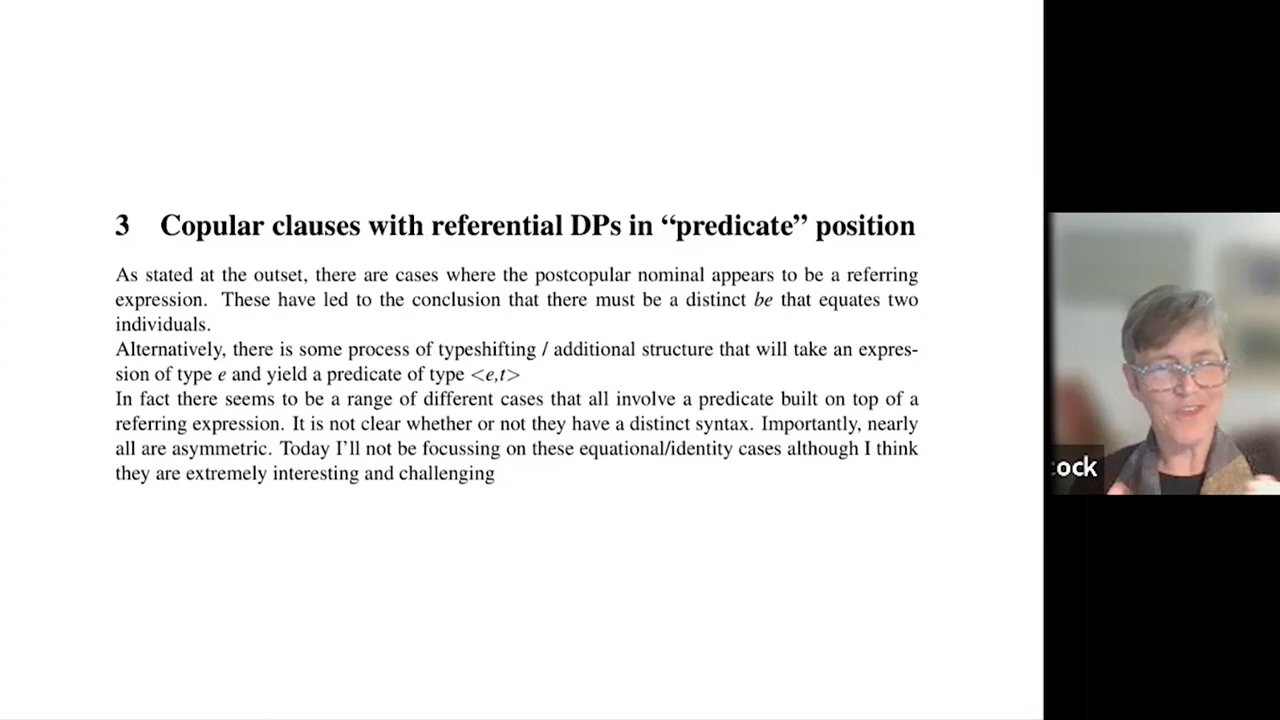 3 Copular clauses with referential DPs in “predicate” position
As stated at the outset, there are cases where the postcopular nominal appears to be a referring
expression. These have led to the conclusion that there must be a distinct be that equates two
individuals.
Alternatively, there is some process of typeshifting / additional structure that will take an expres-
sion of type e and yield a predicate of type <e,t>
In fact there seems to be a range of different cases that all involve a predicate built on top of a
referring expression. It is not clear whether or not they have a distinct syntax. Importantly, nearly
all are asymmetric. Today I’ll not be focussing on these equational/identity cases although I think
they are extremely interesting and challenging
cock